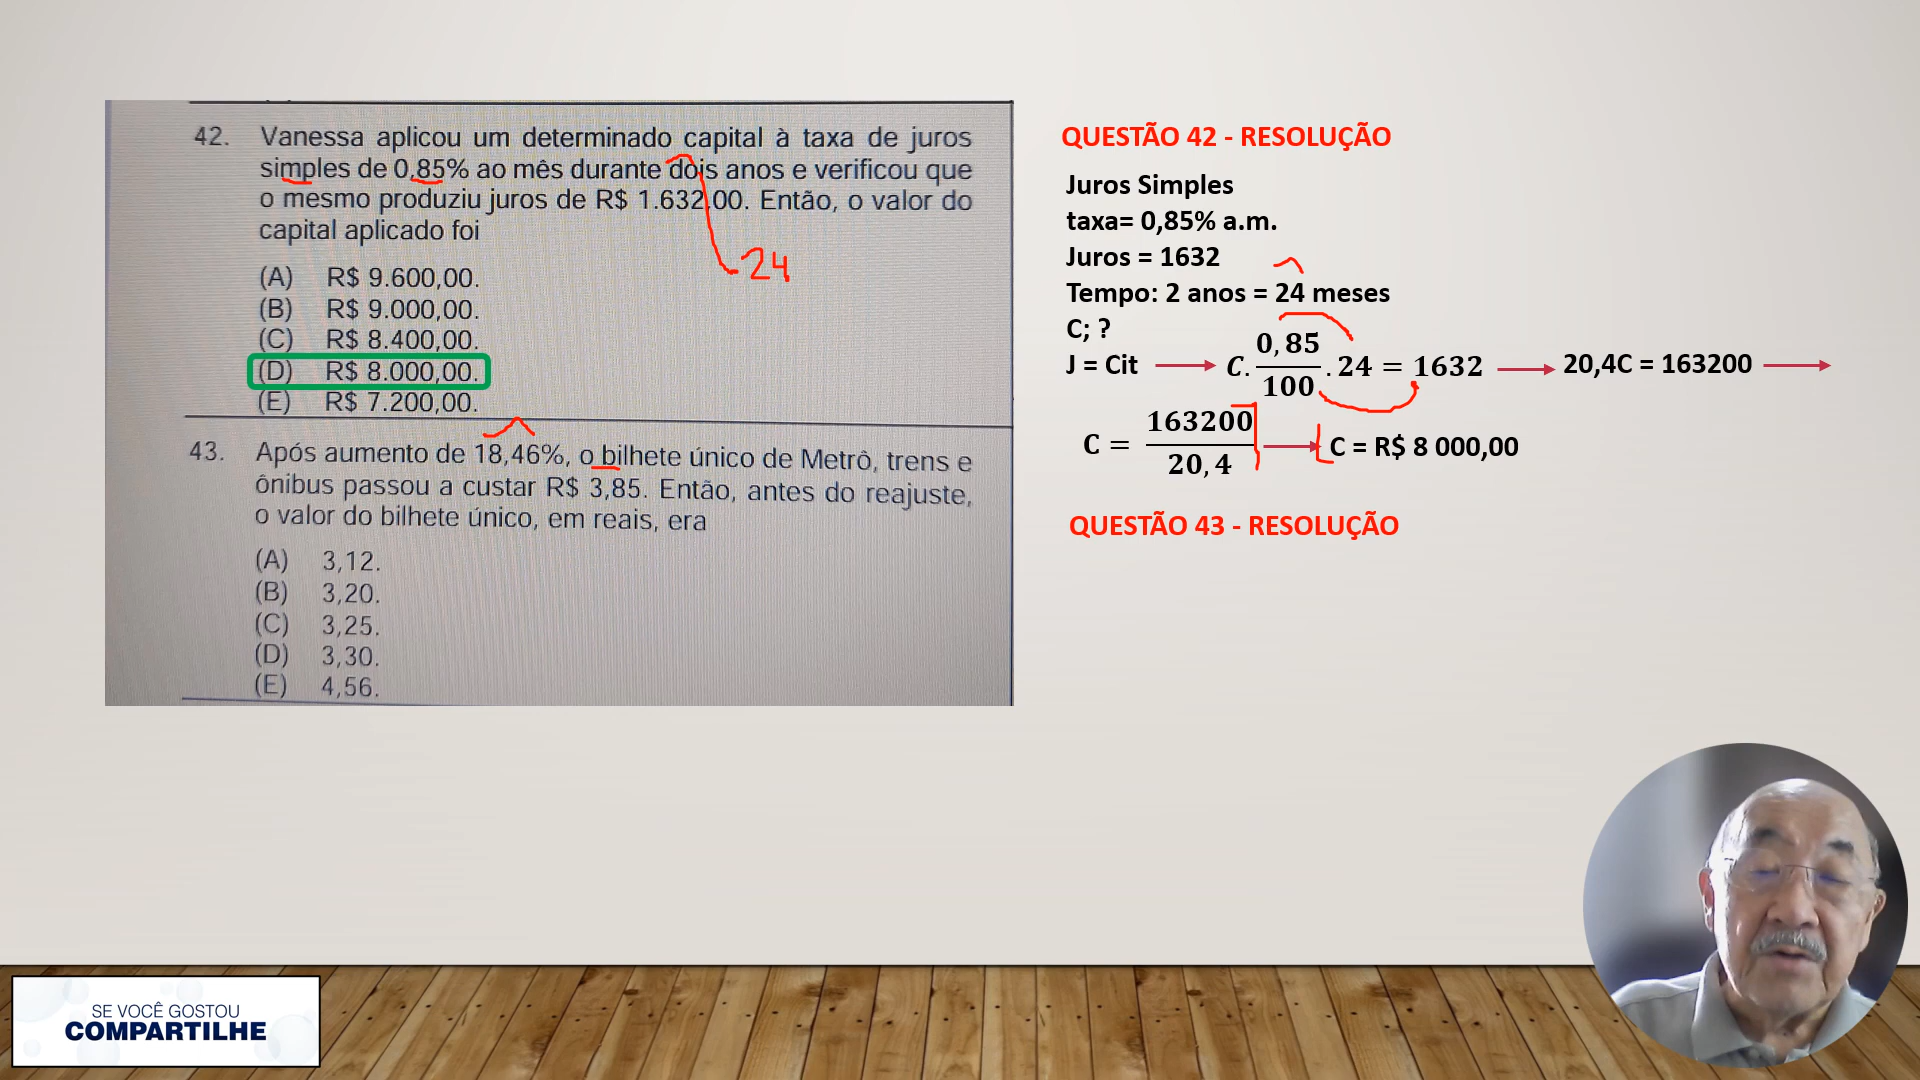 42. Vanessa aplicou um determinado capital à taxa de juros
simples de 0,85% ao mês durante dois anos e verificou que
o mesmo produziu juros de R$ 1.632,00. Então, o valor do
capital aplicado foi
24
(A) R$ 9.600,00.
(B) R$ 9.000,00.
(C) R$ 8.400,00.
(D) R$ 8.000,00.
(E) R$ 7.200,00.
43. Após aumento de 18,46%, o bilhete único de Metrô, trens e
ônibus passou a custar R$ 3,85. Então, antes do reajuste,
o valor do bilhete único, em reais, era
(A) 3,12.
(B) 3,20.
(C) 3,25.
(D) 3,30.
(E) 4,56.
QUESTÃO 42 - RESOLUÇÃO
Juros Simples
taxa= 0,85% a.m.
Juros = 1632
Tempo: 2 anos = 24 meses
C; ?
J = Cit → C. 0,85/100 . 24 = 1632 → 20,4C = 163200 →
C = 163200/20,4 → C = R$ 8 000,00
QUESTÃO 43 - RESOLUÇÃO
SE VOCÊ GOSTOU
COMPARTILHE